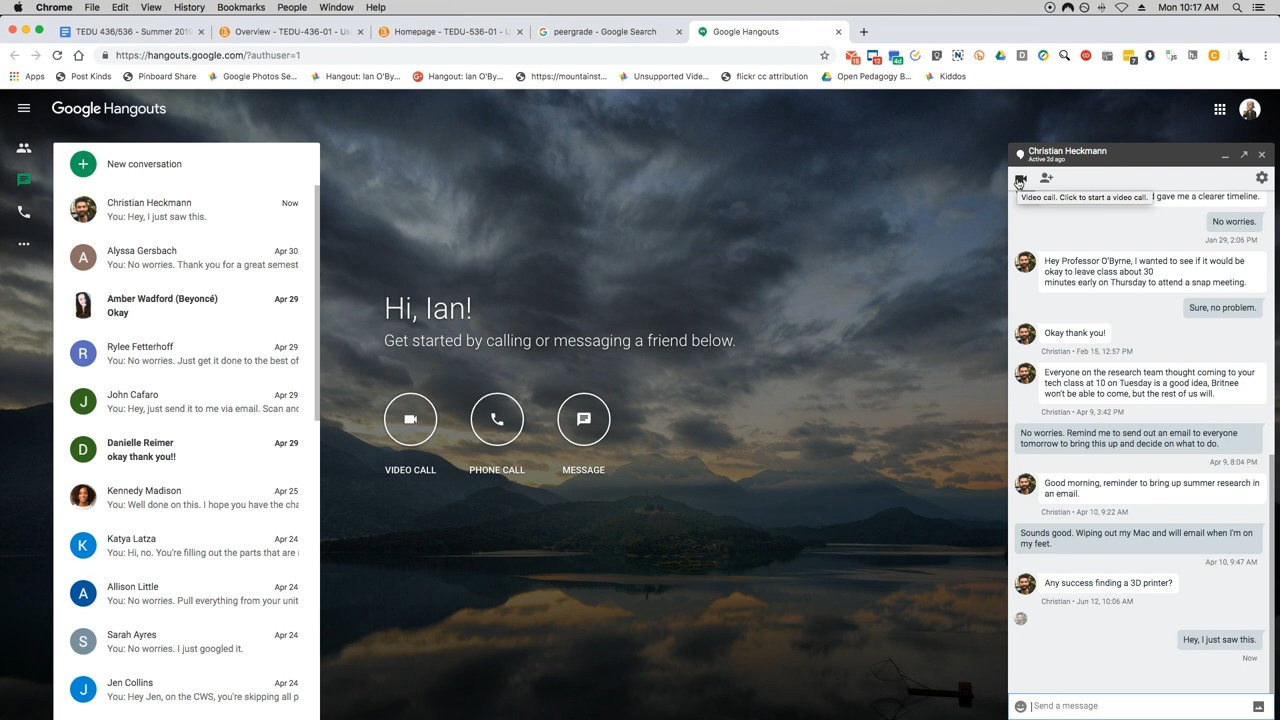 Chrome File Edit View History Bookmarks People Window Help Mon 10:17 AM
TEDU 436/536 - Summer 2019 Overview - TEDU-436-01 - Us Homepage - TEDU-536-01 - U peergrade - Google Search Google Hangouts
https://hangouts.google.com/?authuser=1
Apps Post Kinds Pinboard Share Google Photos Se... Hangout: Ian O'By... Hangout: Ian O'By... https://mountainst... Unsupported Vide... flickr cc attribution Open Pedagogy B... Kiddos
Google Hangouts
New conversation
Christian Heckmann Now
You: Hey, I just saw this.
Alyssa Gersbach Apr 30
You: No worries. Thank you for a great semest
Amber Wadford (Beyoncé) Apr 29
Okay
Rylee Fetterhoff Apr 29
You: No worries. Just get it done to the best of
John Cafaro Apr 29
You: Hey, just send it to me via email. Scan and
Danielle Reimer Apr 29
okay thank you!!
Kennedy Madison Apr 25
You: Well done on this. I hope you have the cha
Katya Latza Apr 24
You: Hi, no. You're filling out the parts that are
Allison Little Apr 24
You: No worries. Pull everything from your unit
Sarah Ayres Apr 24
You: No worries. I just googled it.
Jen Collins Apr 24
You: Hey Jen, on the CWS, you're skipping all p
Hi, Ian!
Get started by calling or messaging a friend below.
VIDEO CALL PHONE CALL MESSAGE
Christian Heckmann
Active 2d ago
Video call. Click to start a video call.
gave me a clearer timeline.
No worries.
Jan 29, 2:06 PM
Hey Professor O'Byrne, I wanted to see if it would be
okay to leave class about 30
minutes early on Thursday to attend a snap meeting.
Sure, no problem.
Okay thank you!
Christian • Feb 15, 12:57 PM
Everyone on the research team thought coming to your
tech class at 10 on Tuesday is a good idea, Britnee
won't be able to come, but the rest of us will.
Christian • Apr 9, 3:42 PM
No worries. Remind me to send out an email to everyone
tomorrow to bring this up and decide on what to do.
Apr 9, 8:04 PM
Good morning, reminder to bring up summer research in
an email.
Christian • Apr 10, 9:22 AM
Sounds good. Wiping out my Mac and will email when I'm on
my feet.
Apr 10, 9:47 AM
Any success finding a 3D printer?
Christian • Jun 12, 10:06 AM
Hey, I just saw this.
Now
Send a message